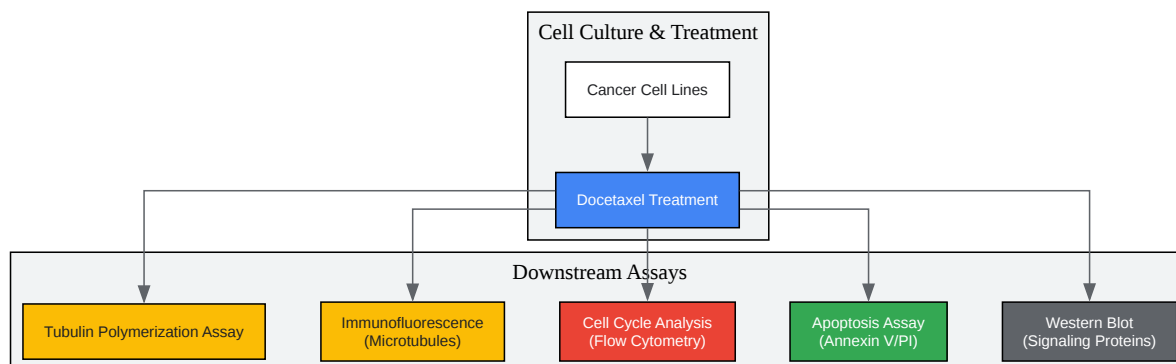 Cell Culture & Treatment
Cancer Cell Lines
Docetaxel Treatment
Downstream Assays
Tubulin Polymerization Assay
Immunofluorescence
(Microtubules)
Cell Cycle Analysis
(Flow Cytometry)
Apoptosis Assay
(Annexin V/PI)
Western Blot
(Signaling Proteins)